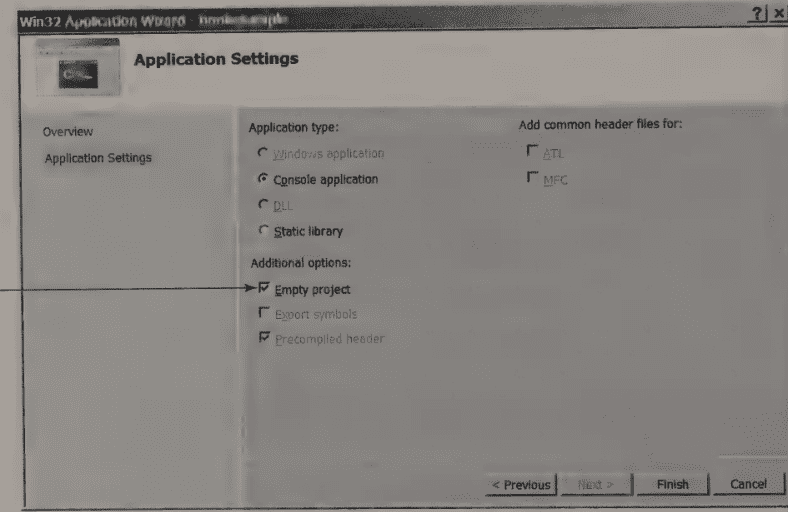 Win32 Application Wizard -
Application Settings
Overview
Application Settings
Application type:
Windows application
Console application
DLL
Static library
Additional options:
Empty project
Export symbols
Precompiled header
Add common header files for:
ATL
MFC
< Previous
Next >
Finish
Cancel